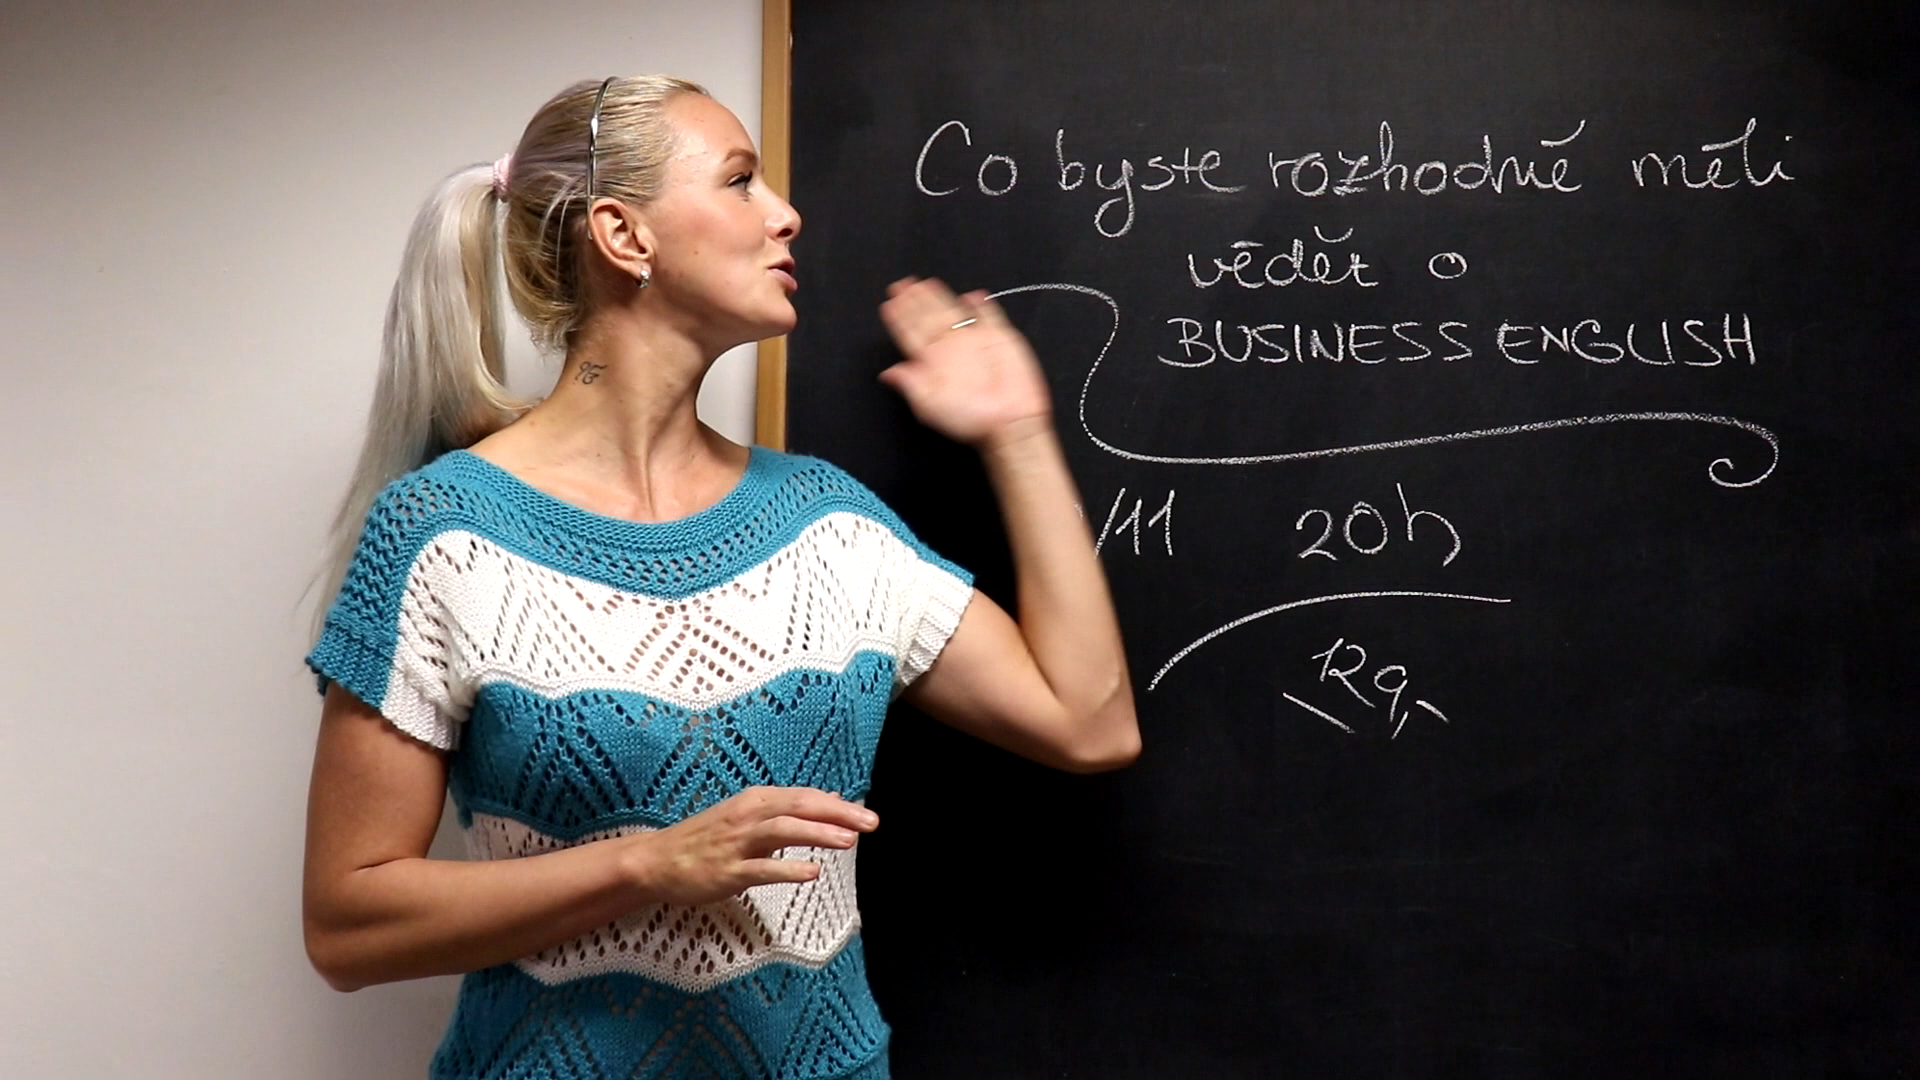 Co byste rozhodně měli
vědět o
BUSINESS ENGLISH
/11 20h
129,-